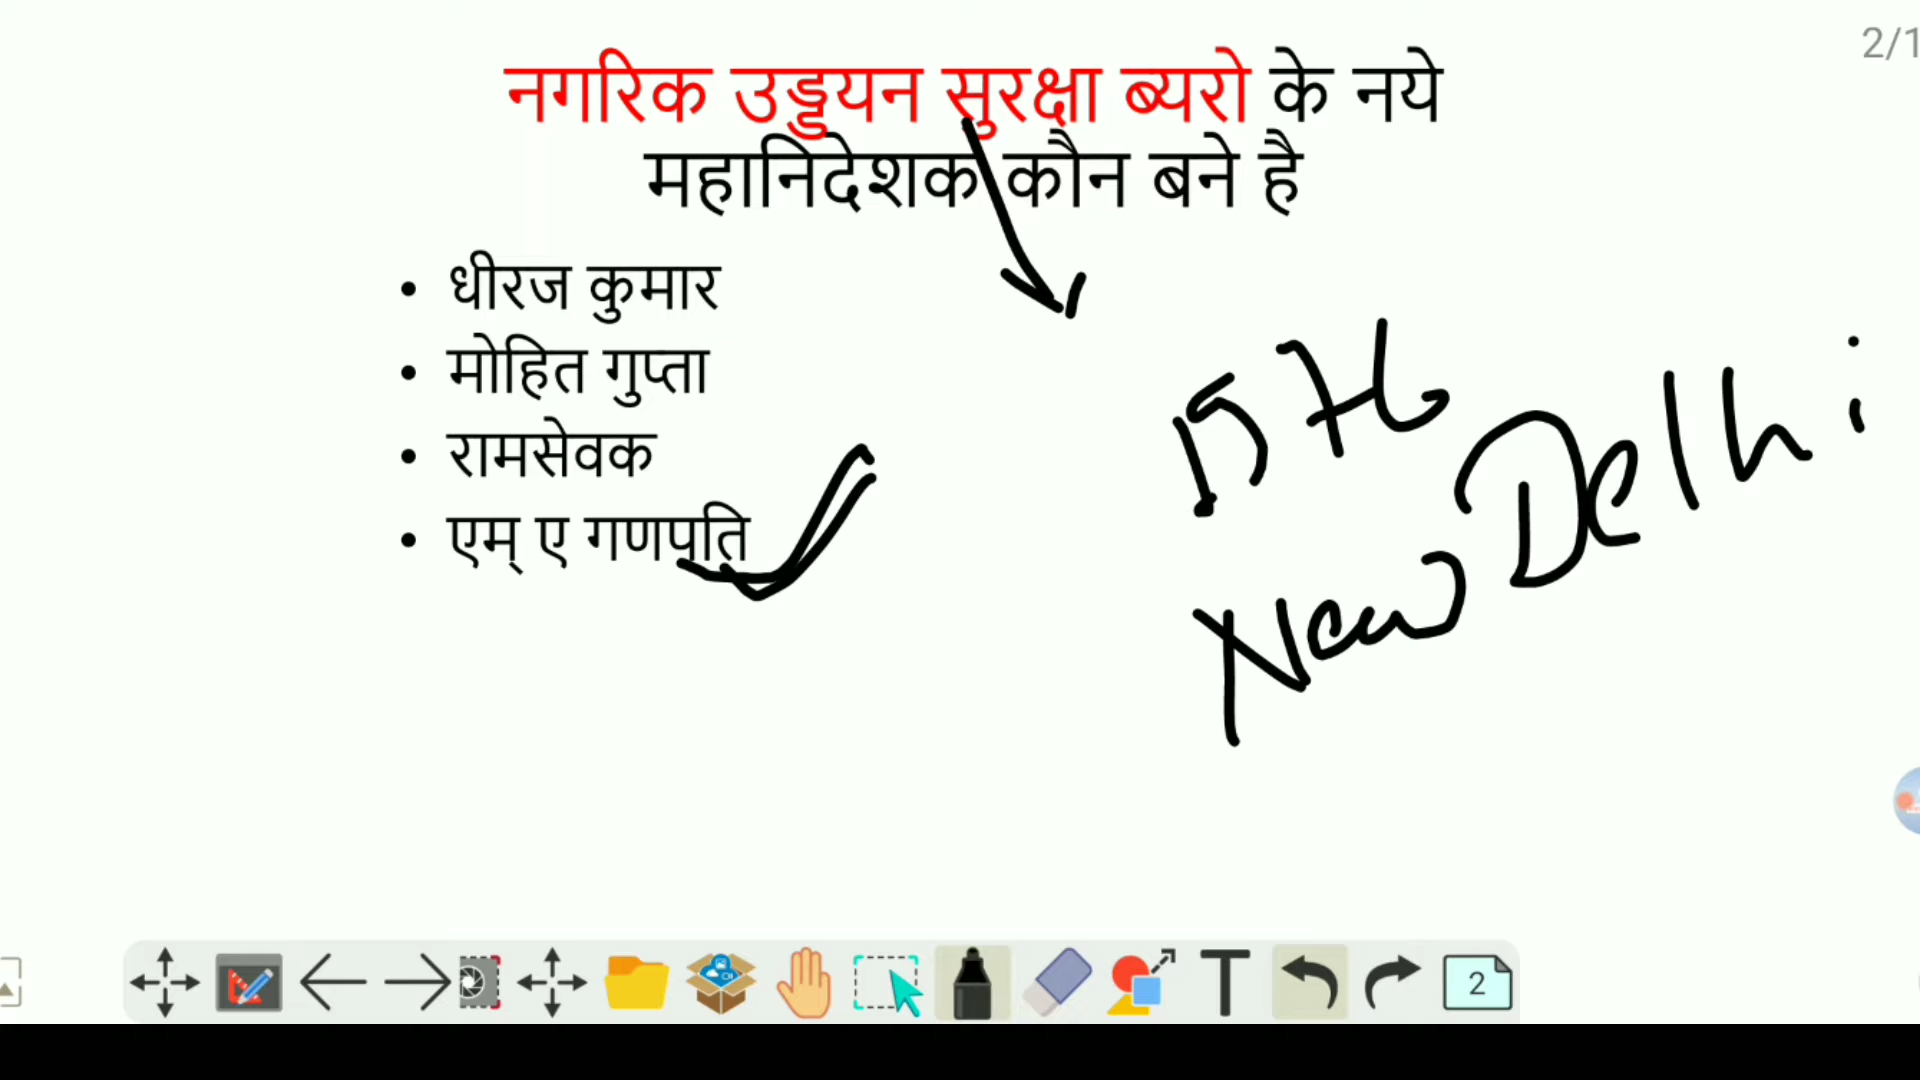 2/1
नगरिक उड्डयन सुरक्षा ब्यरो के नये
महानिदेशक कौन बने है
• धीरज कुमार
• मोहित गुप्ता
• रामसेवक
• एम् ए गणपति
1976
New Delhi
T
2